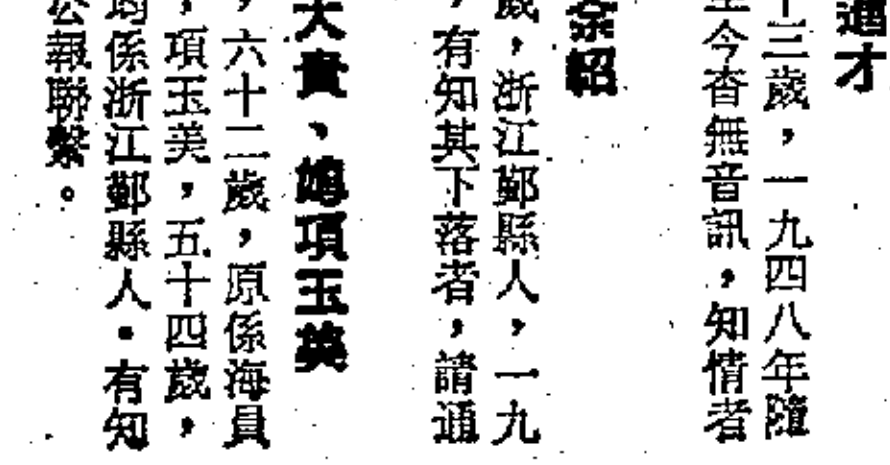 才
十三歲，一九四八年隨
至今杳無音訊，知情者
紹
歲，浙江鄞縣人，一九
，有知其下落者，請通
大貴、項玉美
，六十二歲，原係海員
，項玉美，五十四歲，
均係浙江鄞縣人。有知
公報聯繫。